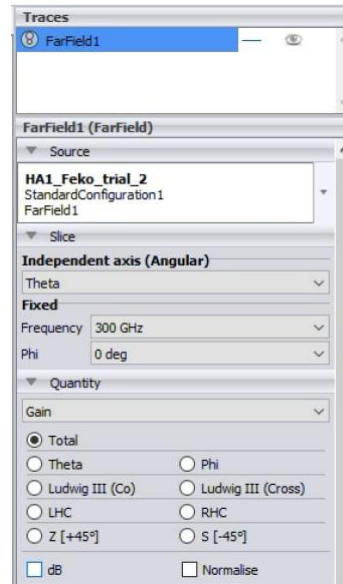 Traces
FarField1
FarField1 (FarField)
Source
HA1_Feko_trial_2
StandardConfiguration1
FarField1
Slice
Independent axis (Angular)
Theta
Fixed
Frequency 300 GHz
Phi 0 deg
Quantity
Gain
Total
Theta Phi
Ludwig III (Co) Ludwig III (Cross)
LHC RHC
Z [+45°] S [-45°]
dB Normalise